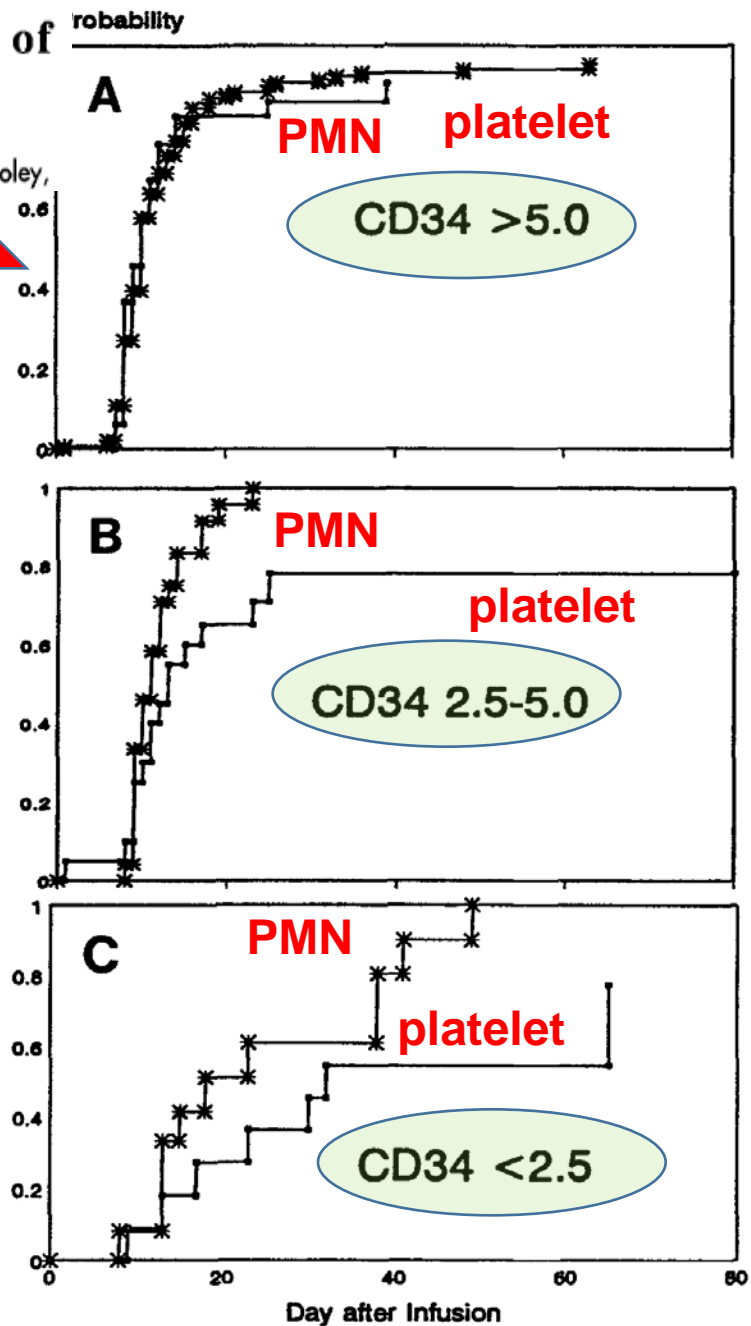 of
robability
A
PMN
platelet
oley,
0.6
CD34 >5.0
0.4
0.2
0
1
B
PMN
0.8
platelet
0.6
CD34 2.5-5.0
0.4
0.2
0
1
PMN
C
0.8
platelet
0.6
0.4
CD34 <2.5
0.2
0
0 20 40 60 80
Day after Infusion